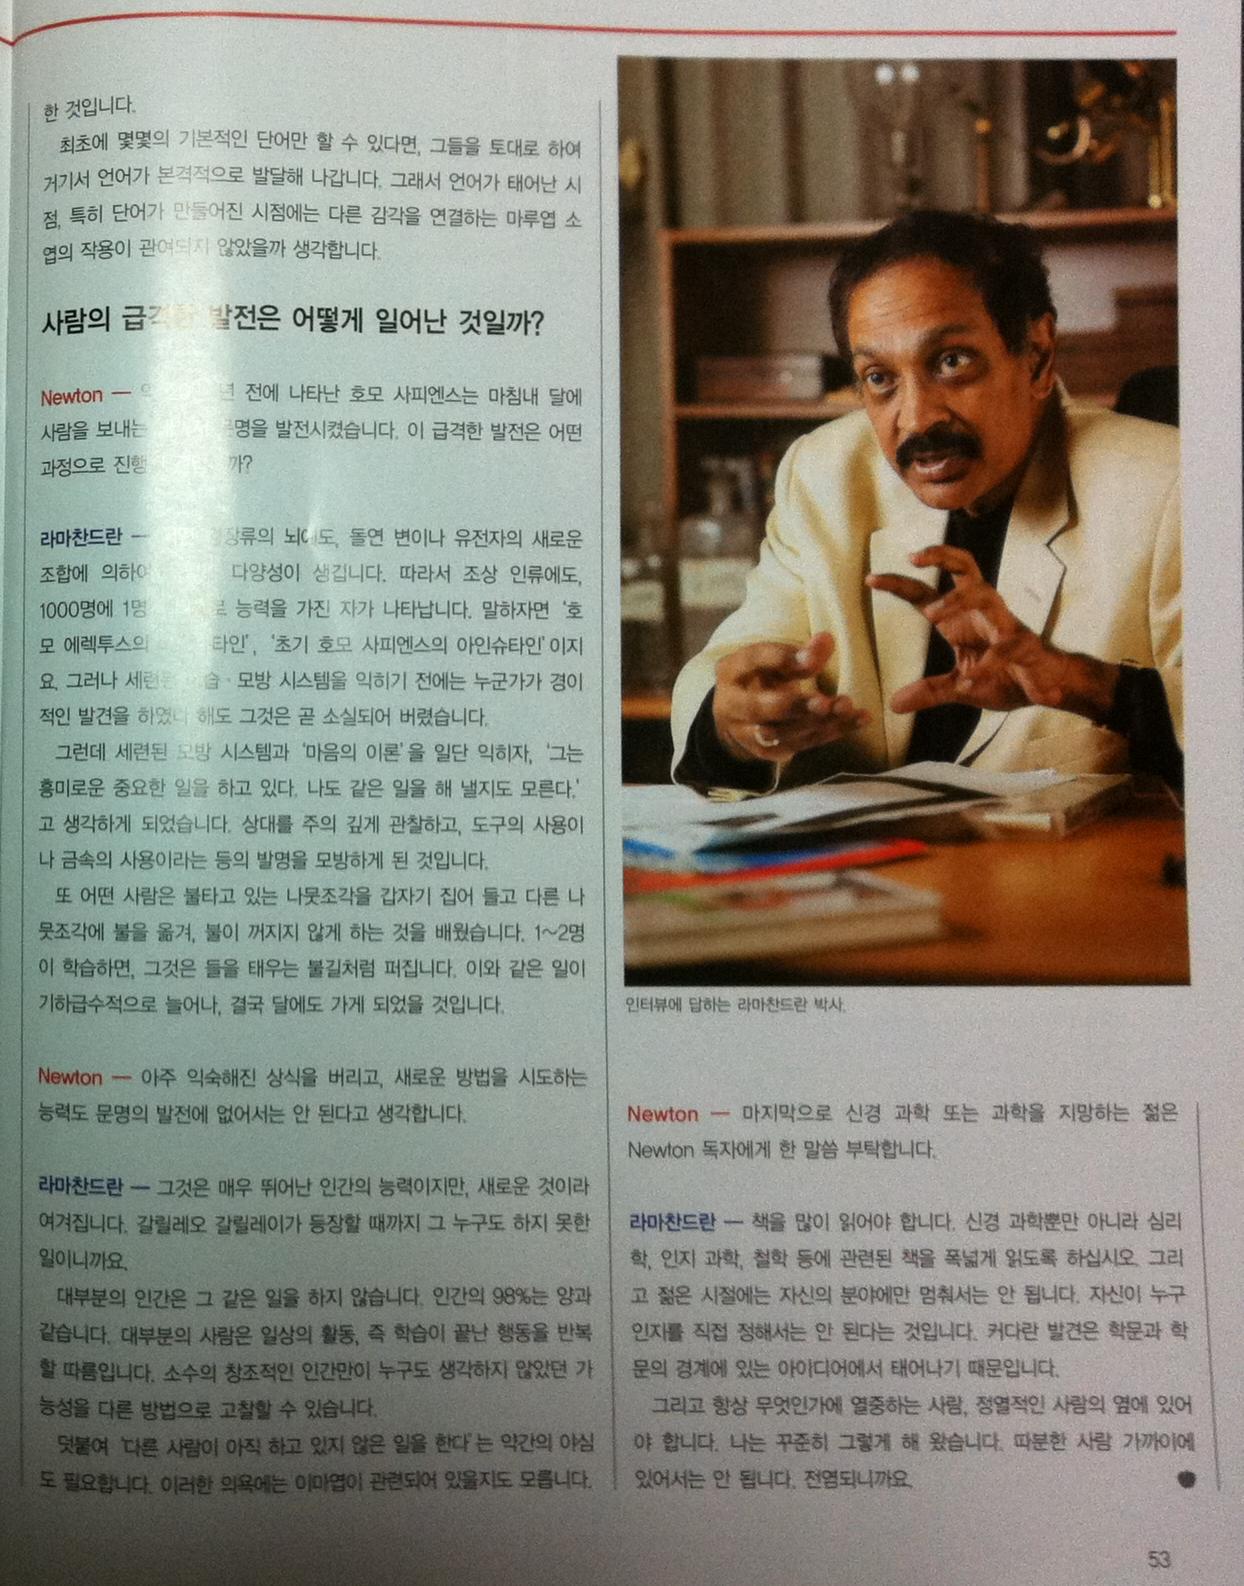 한 것입니다.
최초에 몇몇의 기본적인 단어만 할 수 있다면, 그들을 토대로 하여
거기서 언어가 본격적으로 발달해 나갑니다. 그래서 언어가 태어난 시
점, 특히 단어가 만들어진 시점에는 다른 감각을 연결하는 마루엽 소
엽의 작용이 관여되지 않았을까 생각합니다.
사람의 급격한 발전은 어떻게 일어난 것일까?
Newton — 전에 나타난 호모 사피엔스는 마침내 달에
사람을 보내는 문명을 발전시켰습니다. 이 급격한 발전은 어떤
과정으로 진행
라마찬드란 — 뇌에도, 돌연 변이나 유전자의 새로운
조합에 의하여 다양성이 생깁니다. 따라서 조상 인류에도,
1000명에 1명 능력을 가진 자가 나타납니다. 말하자면 '호
모 에렉투스의 '초기 호모 사피엔스의 아인슈타인'이지
요. 그러나 세련된 모방 시스템을 익히기 전에는 누군가가 경이
적인 발견을 하였다 해도 그것은 곧 소실되어 버렸습니다.
그런데 세련된 모방 시스템과 '마음의 이론'을 일단 익히자, '그는
흥미로운 중요한 일을 하고 있다. 나도 같은 일을 해 낼지도 모른다.'
고 생각하게 되었습니다. 상대를 주의 깊게 관찰하고, 도구의 사용이
나 금속의 사용이라는 등의 발명을 모방하게 된 것입니다.
또 어떤 사람은 불타고 있는 나뭇조각을 갑자기 집어 들고 다른 나
뭇조각에 불을 옮겨, 불이 꺼지지 않게 하는 것을 배웠습니다. 1~2명
이 학습하면, 그것은 들을 태우는 불길처럼 퍼집니다. 이와 같은 일이
기하급수적으로 늘어나, 결국 달에도 가게 되었을 것입니다.
Newton — 아주 익숙해진 상식을 버리고, 새로운 방법을 시도하는
능력도 문명의 발전에 없어서는 안 된다고 생각합니다.
라마찬드란 — 그것은 매우 뛰어난 인간의 능력이지만, 새로운 것이라
여겨집니다. 갈릴레오 갈릴레이가 등장할 때까지 그 누구도 하지 못한
일이니까요.
대부분의 인간은 그 같은 일을 하지 않습니다. 인간의 98%는 양과
같습니다. 대부분의 사람은 일상의 활동, 즉 학습이 끝난 행동을 반복
할 따름입니다. 소수의 창조적인 인간만이 누구도 생각하지 않았던 가
능성을 다른 방법으로 고찰할 수 있습니다.
덧붙여 '다른 사람이 아직 하고 있지 않은 일을 한다'는 약간의 야심
도 필요합니다. 이러한 의욕에는 이마엽이 관련되어 있을지도 모릅니다.
인터뷰에 답하는 라마찬드란 박사.
Newton — 마지막으로 신경 과학 또는 과학을 지망하는 젊은
Newton 독자에게 한 말씀 부탁합니다.
라마찬드란 — 책을 많이 읽어야 합니다. 신경 과학뿐만 아니라 심리
학, 인지 과학, 철학 등에 관련된 책을 폭넓게 읽도록 하십시오. 그리
고 젊은 시절에는 자신의 분야에만 멈춰서는 안 됩니다. 자신이 누구
인지를 직접 정해서는 안 된다는 것입니다. 커다란 발견은 학문과 학
문의 경계에 있는 아이디어에서 태어나기 때문입니다.
그리고 항상 무엇인가에 열중하는 사람, 정열적인 사람의 옆에 있어
야 합니다. 나는 꾸준히 그렇게 해 왔습니다. 따분한 사람 가까이에
있어서는 안 됩니다. 전염되니까요.
53